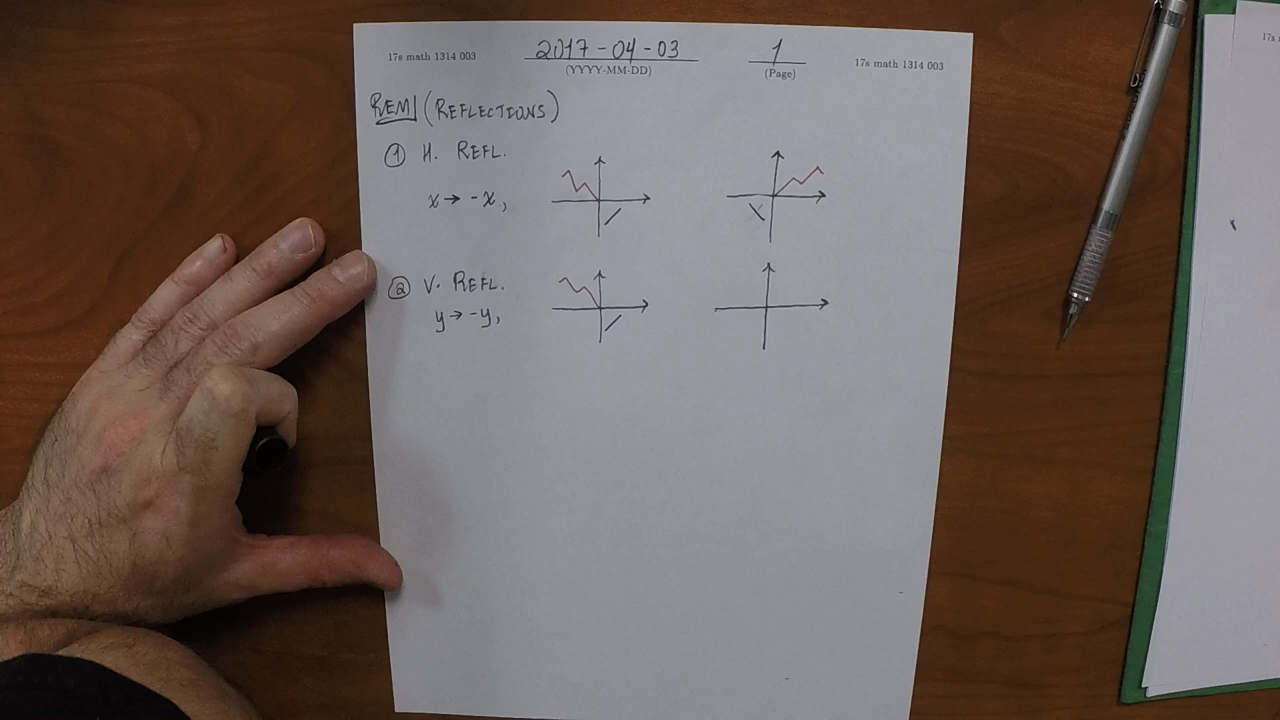 17s math 1314 003 2017-04-03 1 17s math 1314 003
(YYYY-MM-DD) (Page)
REM (REFLECTIONS)
① H. REFL.
x → -x,
② V. REFL.
y → -y,
17s